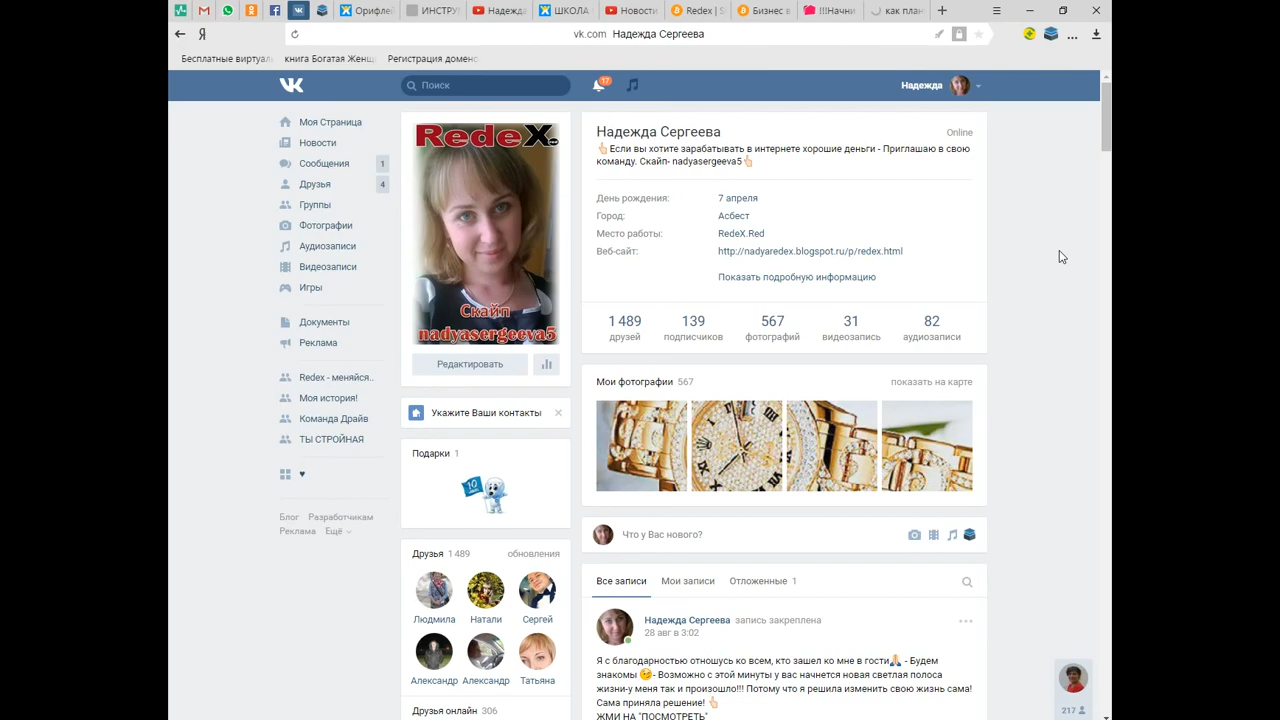 Орифлей
ИНСТРУ
Надежда
ШКОЛА
Новости
Redex | S
Бизнес в
!!!Начни
как план
Я
vk.com Надежда Сергеева
Бесплатные виртуал
книга Богатая Женщ
Регистрация домено
Поиск
17
Надежда
Моя Страница
Новости
Сообщения 1
Друзья 4
Группы
Фотографии
Аудиозаписи
Видеозаписи
Игры
Документы
Реклама
Redex - меняйся..
Моя история!
Команда Драйв
ТЫ СТРОЙНАЯ
Блог Разработчикам
Реклама Ещё
RedeX
Скайп
nadyasergeeva5
Редактировать
Укажите Ваши контакты
Подарки 1
10
Друзья 1 489 обновления
Людмила Натали Сергей
Александр Александр Татьяна
Друзья онлайн 306
Надежда Сергеева Online
Если вы хотите зарабатывать в интернете хорошие деньги - Приглашаю в свою
команду. Скайп- nadyasergeeva5
День рождения: 7 апреля
Город: Асбест
Место работы: RedeX.Red
Веб-сайт: http://nadyaredex.blogspot.ru/p/redex.html
Показать подробную информацию
1 489 139 567 31 82
друзей подписчиков фотографий видеозапись аудиозаписи
Мои фотографии 567 показать на карте
Что у Вас нового?
Все записи Мои записи Отложенные 1
Надежда Сергеева запись закреплена
28 авг в 3:02
Я с благодарностью отношусь ко всем, кто зашел ко мне в гости - Будем
знакомы - Возможно с этой минуты у вас начнется новая светлая полоса
жизни-у меня так и произошло!!! Потому что я решила изменить свою жизнь сама!
Сама приняла решение!
ЖМИ НА "ПОСМОТРЕТЬ"
217